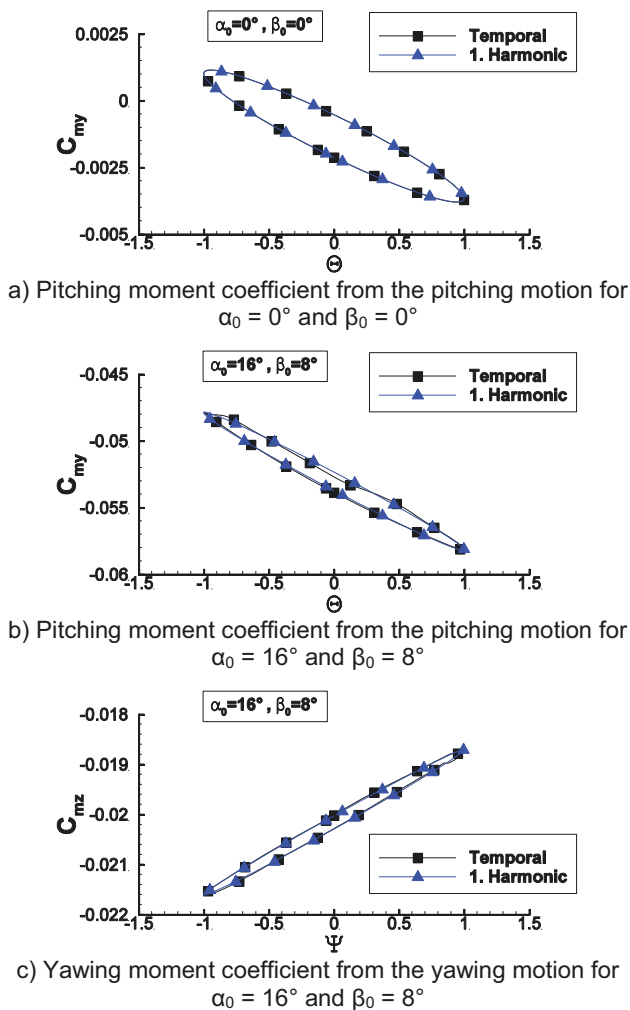 α₀=0° , β₀=0°
Temporal
1. Harmonic
0.0025
0
-0.0025
-0.005
C_my
-1.5 -1 -0.5 0 0.5 1 1.5
Θ
a) Pitching moment coefficient from the pitching motion for
α₀ = 0° and β₀ = 0°
α₀=16° , β₀=8°
Temporal
1. Harmonic
-0.045
-0.05
-0.055
-0.06
C_my
-1.5 -1 -0.5 0 0.5 1 1.5
Θ
b) Pitching moment coefficient from the pitching motion for
α₀ = 16° and β₀ = 8°
α₀=16° , β₀=8°
-0.018
-0.019
-0.02
-0.021
-0.022
C_mz
Temporal
1. Harmonic
-1.5 -1 -0.5 0 0.5 1 1.5
Ψ
c) Yawing moment coefficient from the yawing motion for
α₀ = 16° and β₀ = 8°